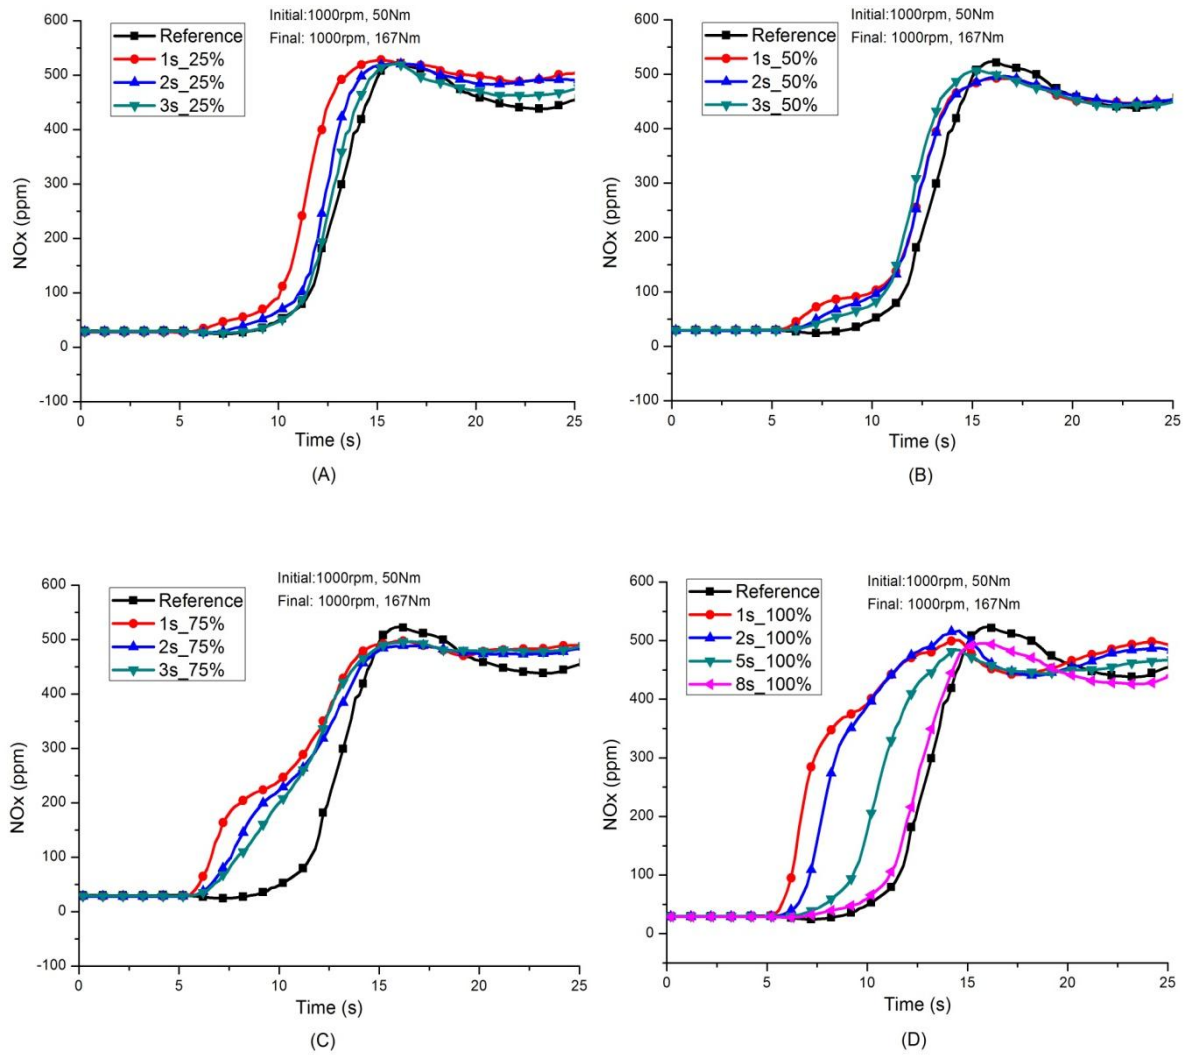 Initial:1000rpm, 50Nm
Final: 1000rpm, 167Nm
Reference
1s_25%
2s_25%
3s_25%
NOx (ppm)
600
500
400
300
200
100
0
-100
0 5 10 15 20 25
Time (s)
(A)
Initial:1000rpm, 50Nm
Final: 1000rpm, 167Nm
Reference
1s_50%
2s_50%
3s_50%
NOx (ppm)
600
500
400
300
200
100
0
-100
0 5 10 15 20 25
Time (s)
(B)
Initial:1000rpm, 50Nm
Final: 1000rpm, 167Nm
Reference
1s_75%
2s_75%
3s_75%
NOx (ppm)
600
500
400
300
200
100
0
-100
0 5 10 15 20 25
Time (s)
(C)
Initial:1000rpm, 50Nm
Final: 1000rpm, 167Nm
Reference
1s_100%
2s_100%
5s_100%
8s_100%
NOx (ppm)
600
500
400
300
200
100
0
0 5 10 15 20 25
Time (s)
(D)